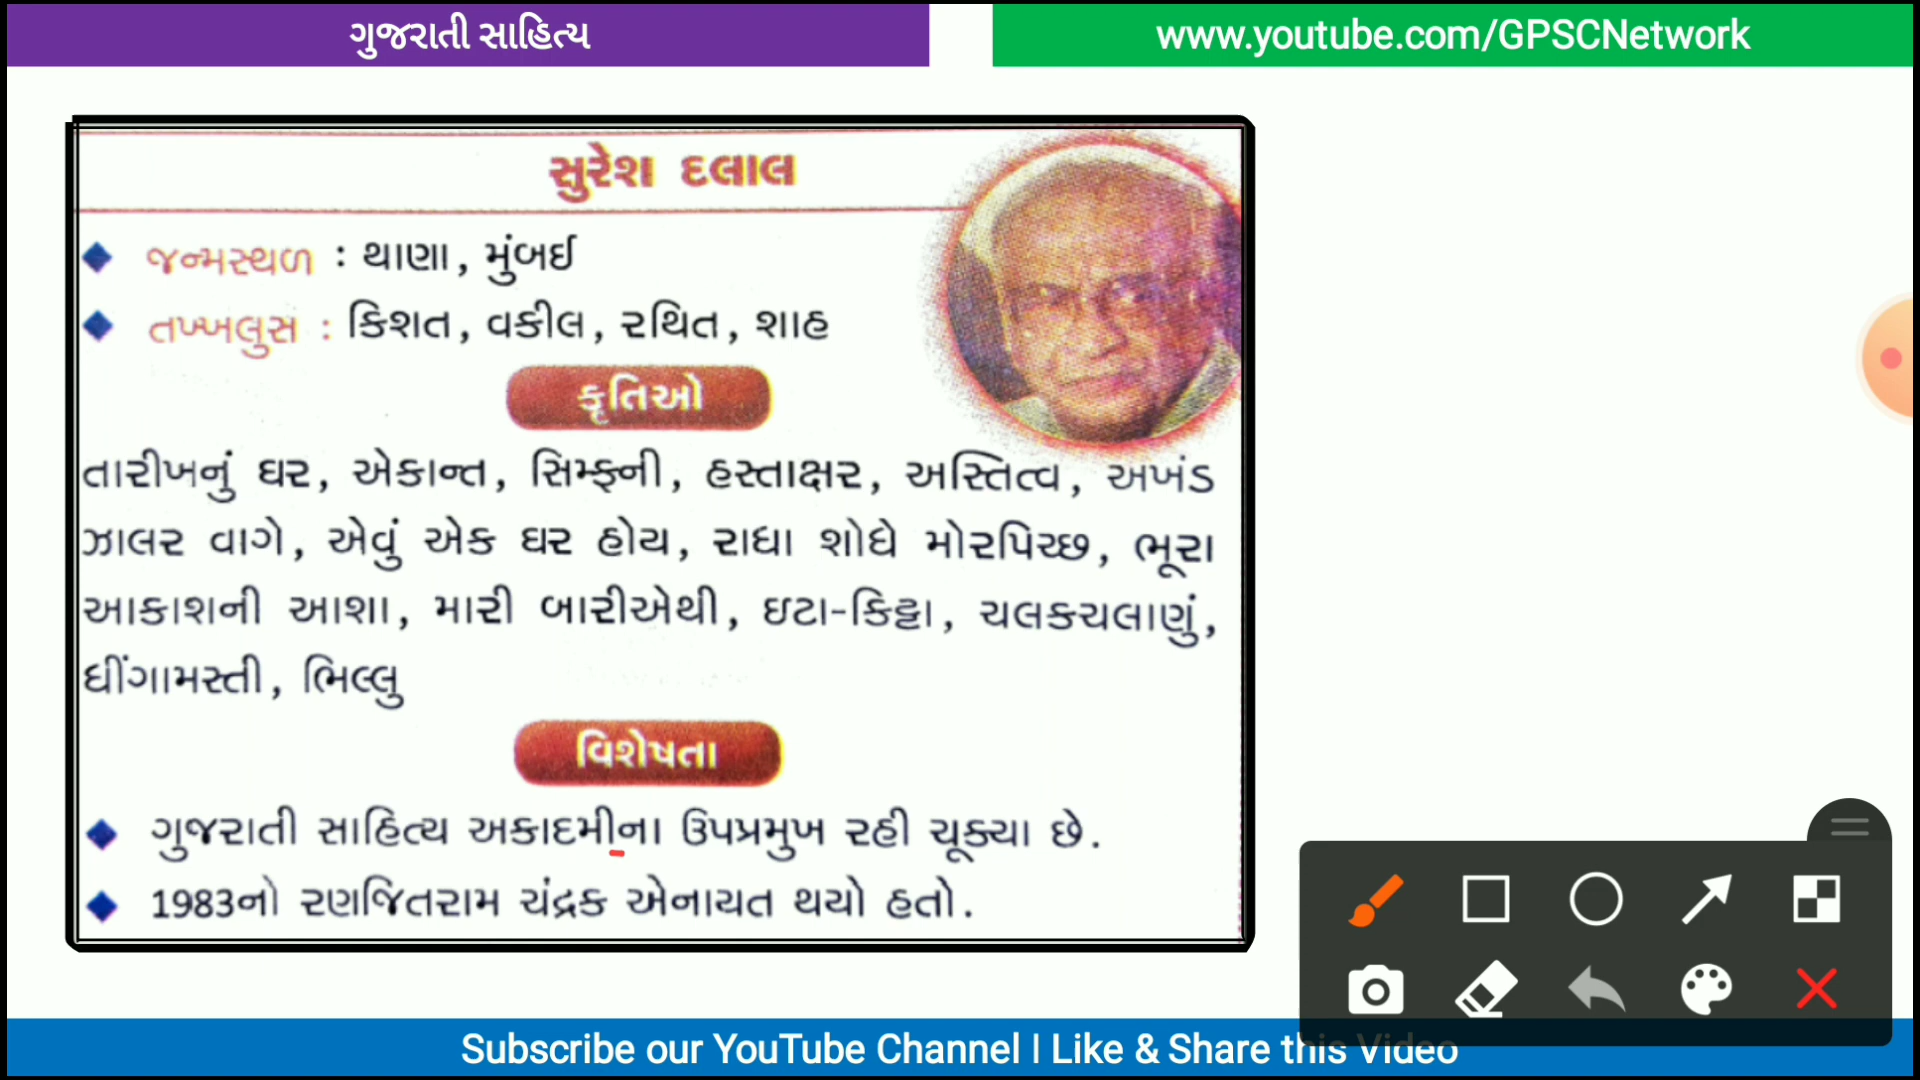 ગુજરાતી સાહિત્ય
www.youtube.com/GPSCNetwork
સુરેશ દલાલ
જન્મસ્થળ : થાણા, મુંબઈ
તખ્ખલુસ : કિશત, વકીલ, રથિત, શાહ
કૃતિઓ
તારીખનું ઘર, એકાન્ત, સિમ્ફની, હસ્તાક્ષર, અસ્તિત્વ, અખંડ
ઝાલર વાગે, એવું એક ઘર હોય, રાધા શોધે મોરપિચ્છ, ભૂરા
આકાશની આશા, મારી બારીએથી, ઇટા-કિટ્ટા, ચલકચલાણું,
ધીંગામસ્તી, ભિલ્લુ
વિશેષતા
ગુજરાતી સાહિત્ય અકાદમીના ઉપપ્રમુખ રહી ચૂક્યા છે.
1983નો રણજિતરામ ચંદ્રક એનાયત થયો હતો.
Subscribe our YouTube Channel | Like & Share this Video